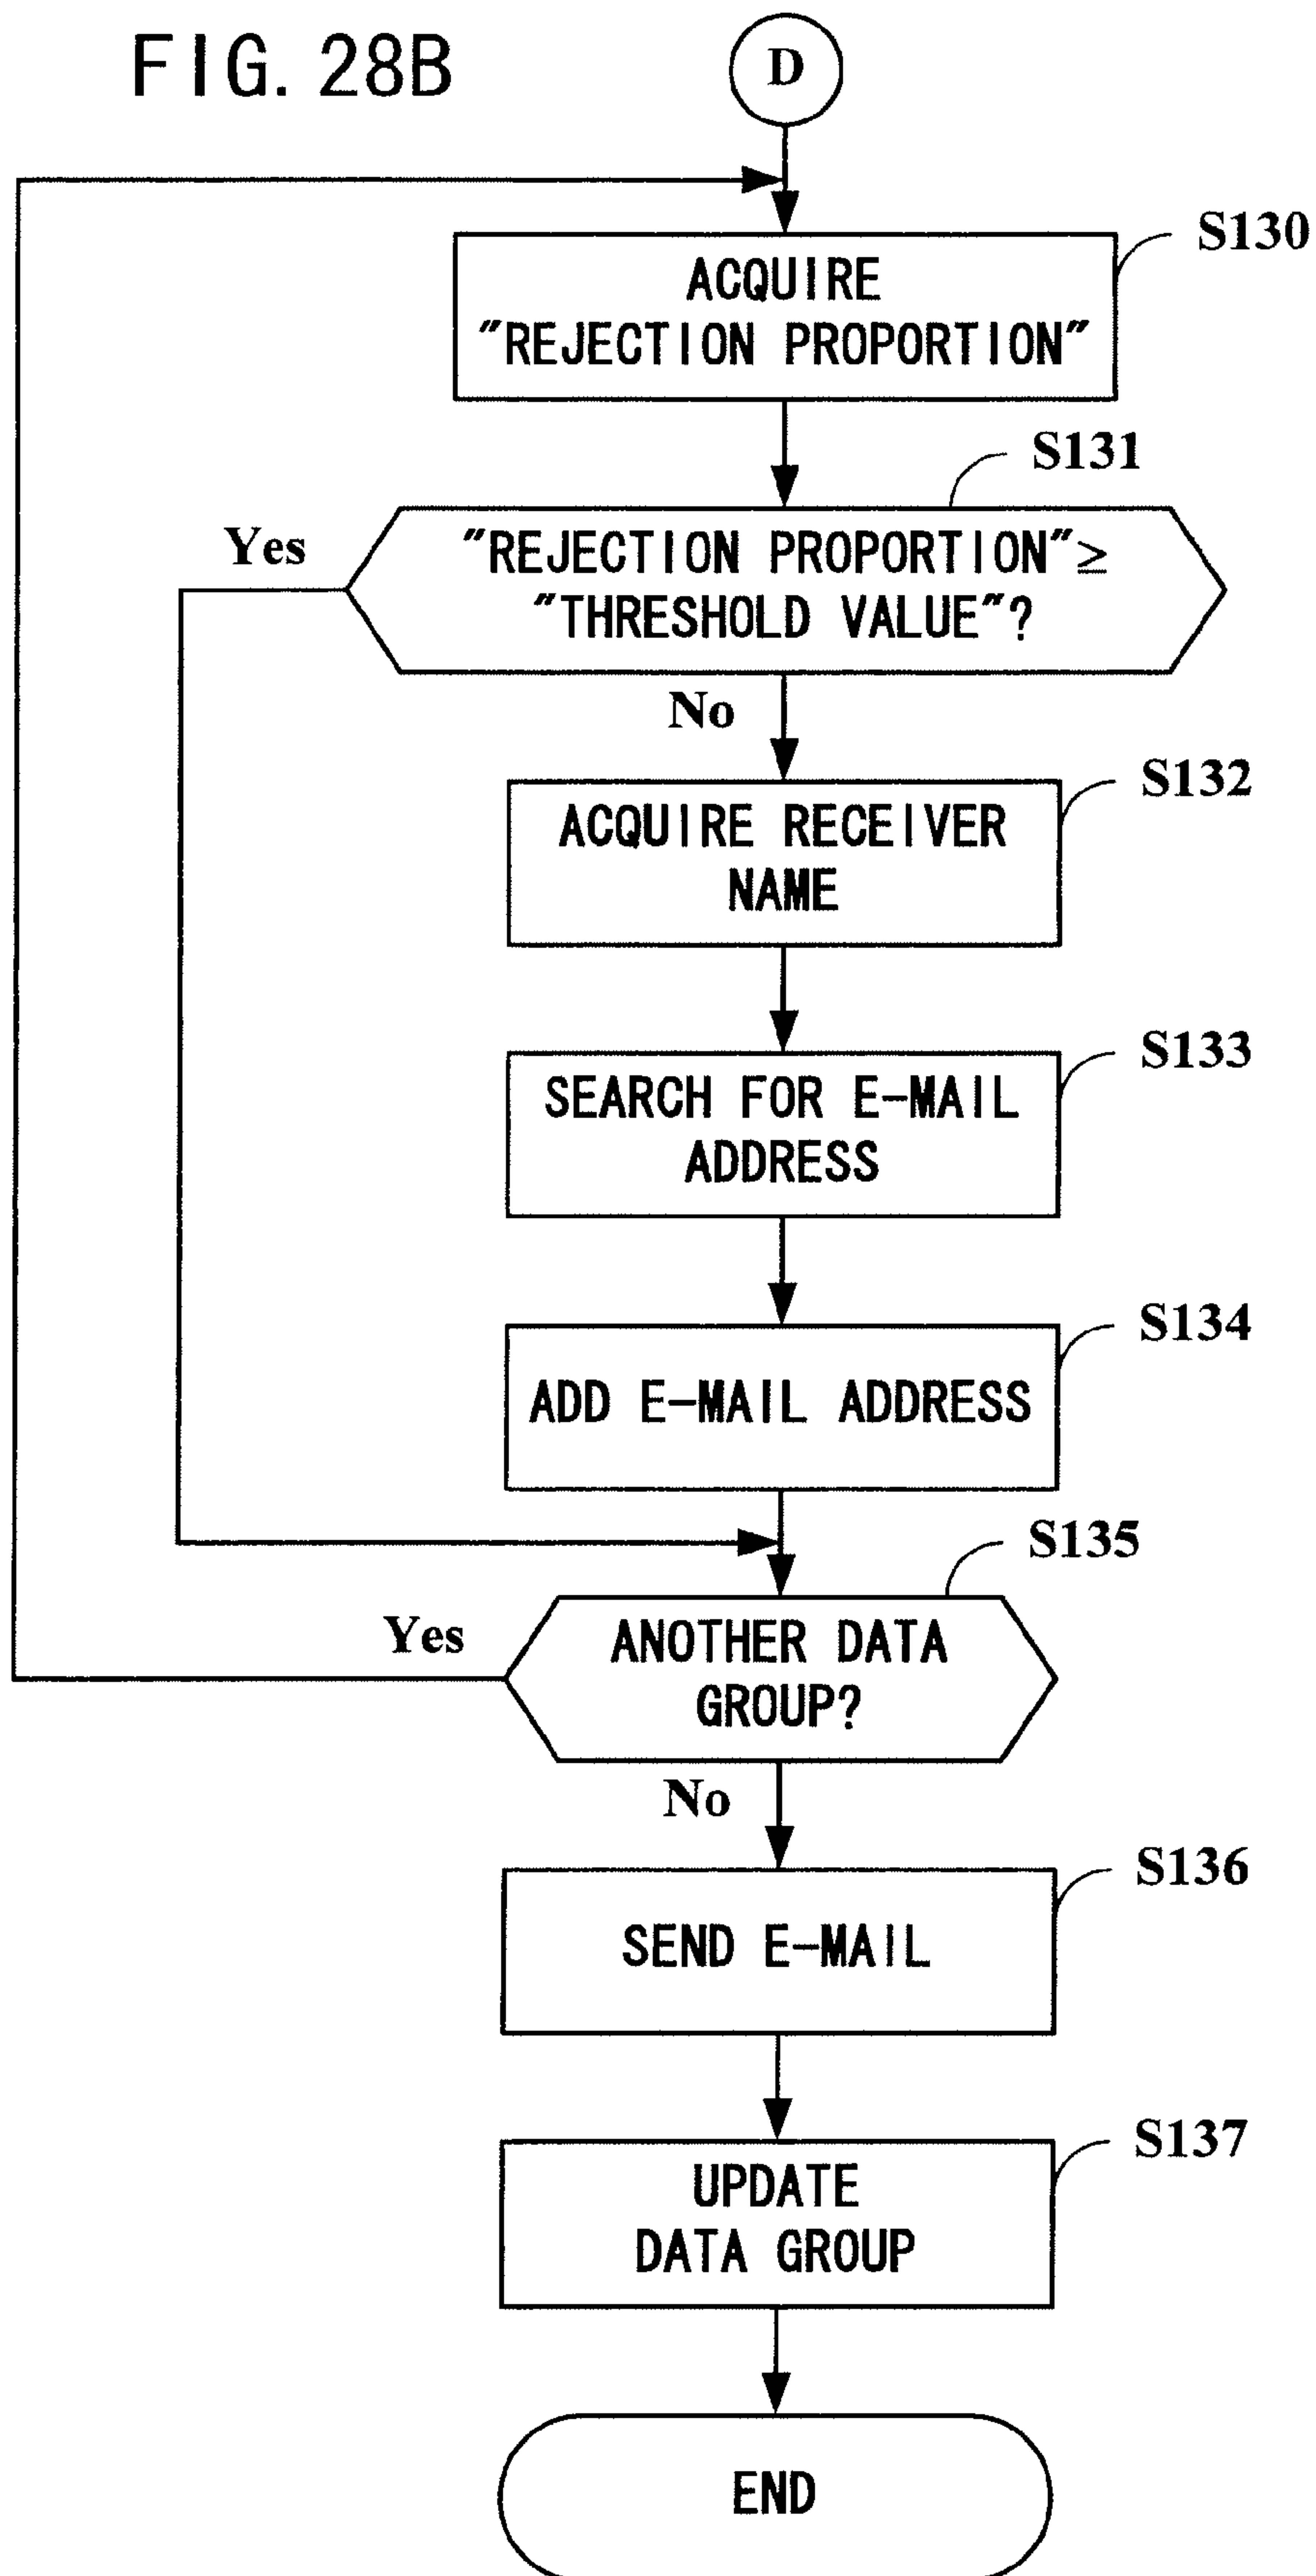 FIG. 28B
D
S130
ACQUIRE
"REJECTION PROPORTION"
S131
Yes
"REJECTION PROPORTION"≥
"THRESHOLD VALUE"?
No
S132
ACQUIRE RECEIVER
NAME
S133
SEARCH FOR E-MAIL
ADDRESS
S134
ADD E-MAIL ADDRESS
S135
Yes
ANOTHER DATA
GROUP?
No
S136
SEND E-MAIL
S137
UPDATE
DATA GROUP
END